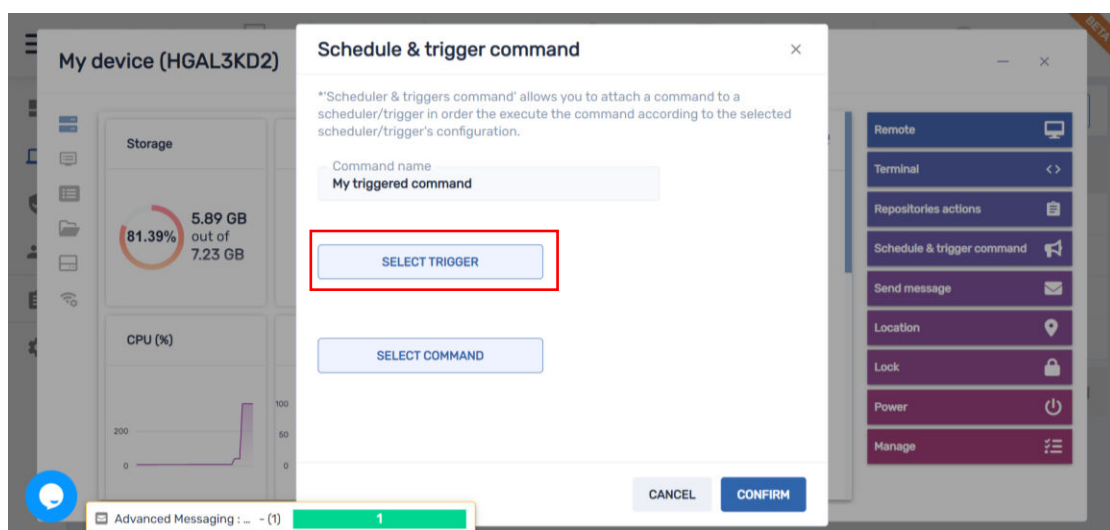 BETA
My device (HGAL3KD2)
Schedule & trigger command
*'Scheduler & triggers command' allows you to attach a command to a
scheduler/trigger in order the execute the command according to the selected
scheduler/trigger's configuration.
Command name
My triggered command
SELECT TRIGGER
SELECT COMMAND
CANCEL
CONFIRM
Storage
81.39%
5.89 GB
out of
7.23 GB
CPU (%)
200
0
100
50
0
Remote
Terminal
Repositories actions
Schedule & trigger command
Send message
Location
Lock
Power
Manage
Advanced Messaging : ... - (1)
1